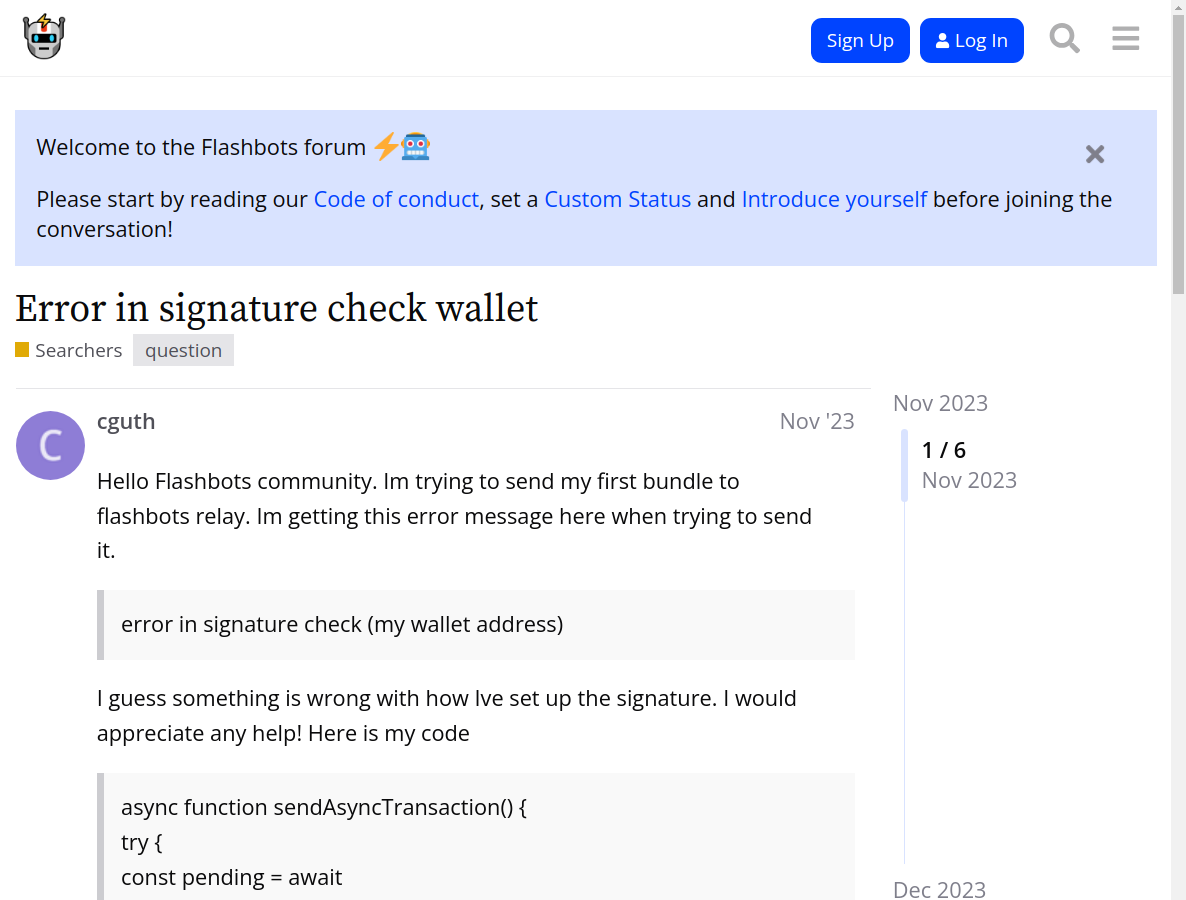 Sign Up
Log In
Welcome to the Flashbots forum
Please start by reading our Code of conduct, set a Custom Status and Introduce yourself before joining the
conversation!
Error in signature check wallet
Searchers question
C
cguth Nov '23
Hello Flashbots community. Im trying to send my first bundle to
flashbots relay. Im getting this error message here when trying to send
it.
error in signature check (my wallet address)
I guess something is wrong with how Ive set up the signature. I would
appreciate any help! Here is my code
async function sendAsyncTransaction() {
try {
const pending = await
Nov 2023
1 / 6
Nov 2023
Dec 2023